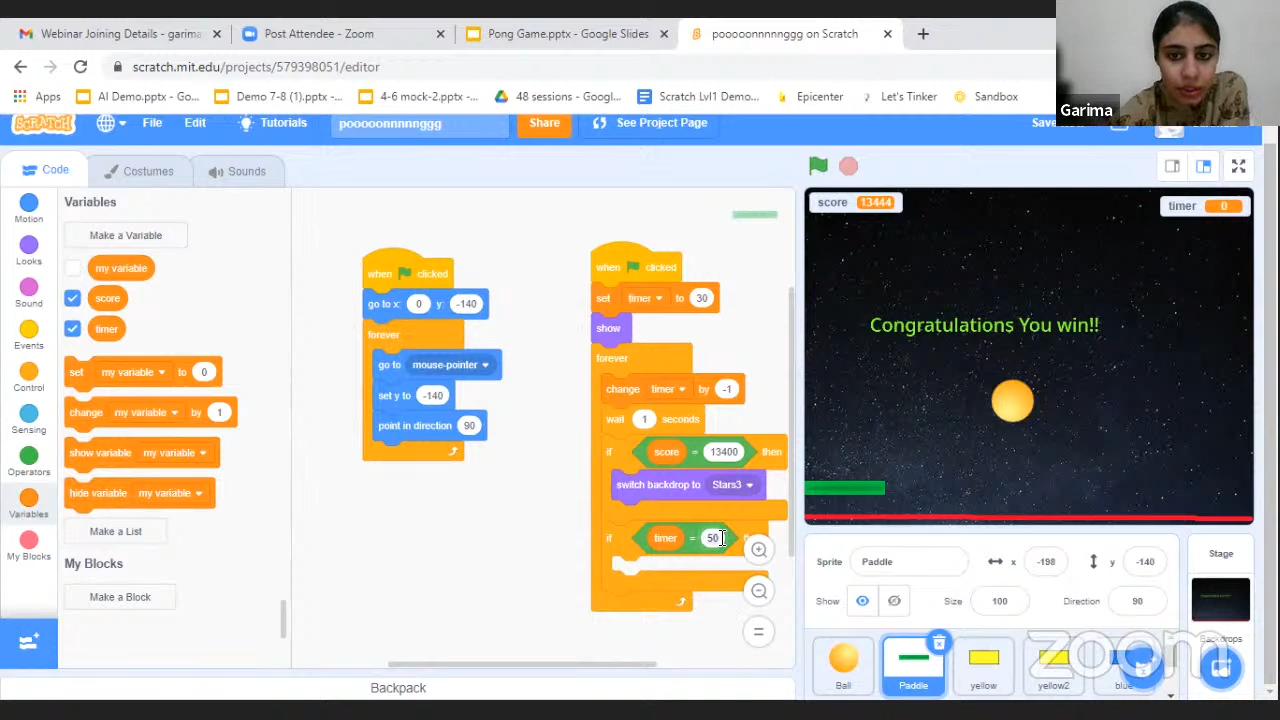 Webinar Joining Details - garima
Post Attendee - Zoom
Pong Game.pptx - Google Slides
pooooonnnnnggg on Scratch
scratch.mit.edu/projects/579398051/editor
Apps
AI Demo.pptx - Go...
Demo 7-8 (1).pptx -...
4-6 mock-2.pptx -...
48 sessions - Googl...
Scratch Lvl1 Demo...
Epicenter
Let's Tinker
Sandbox
Garima
SCRATCH
File
Edit
Tutorials
pooooonnnnnggg
Share
See Project Page
Code
Costumes
Sounds
Motion
Looks
Sound
Events
Control
Sensing
Operators
Variables
My Blocks
Variables
Make a Variable
my variable
score
timer
set my variable to 0
change my variable by 1
show variable my variable
hide variable my variable
Make a List
My Blocks
Make a Block
when clicked
go to x: 0 y: -140
forever
go to mouse-pointer
set y to -140
point in direction 90
when clicked
set timer to 30
show
forever
change timer by -1
wait 1 seconds
if score = 13400 then
switch backdrop to Stars3
if timer = 50
score 13444
timer 0
Congratulations You win!!
Sprite Paddle x -198 y -140
Show Size 100 Direction 90
Stage
Backdrops
Ball
Paddle
yellow
yellow2
blue
Backpack
zoom